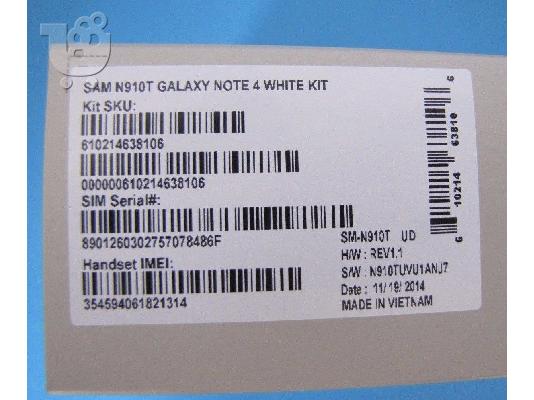 SAM N910T GALAXY NOTE 4 WHITE KIT
Kit SKU:
610214638106
000000610214638106
SIM Serial#:
8901260302757078486F
Handset IMEI:
354594061821314
SM-N910T UD
H/W : REV1.1
S/W : N910TUVU1ANJ7
Date : 11/18/2014
MADE IN VIETNAM
6 10214 63810 6